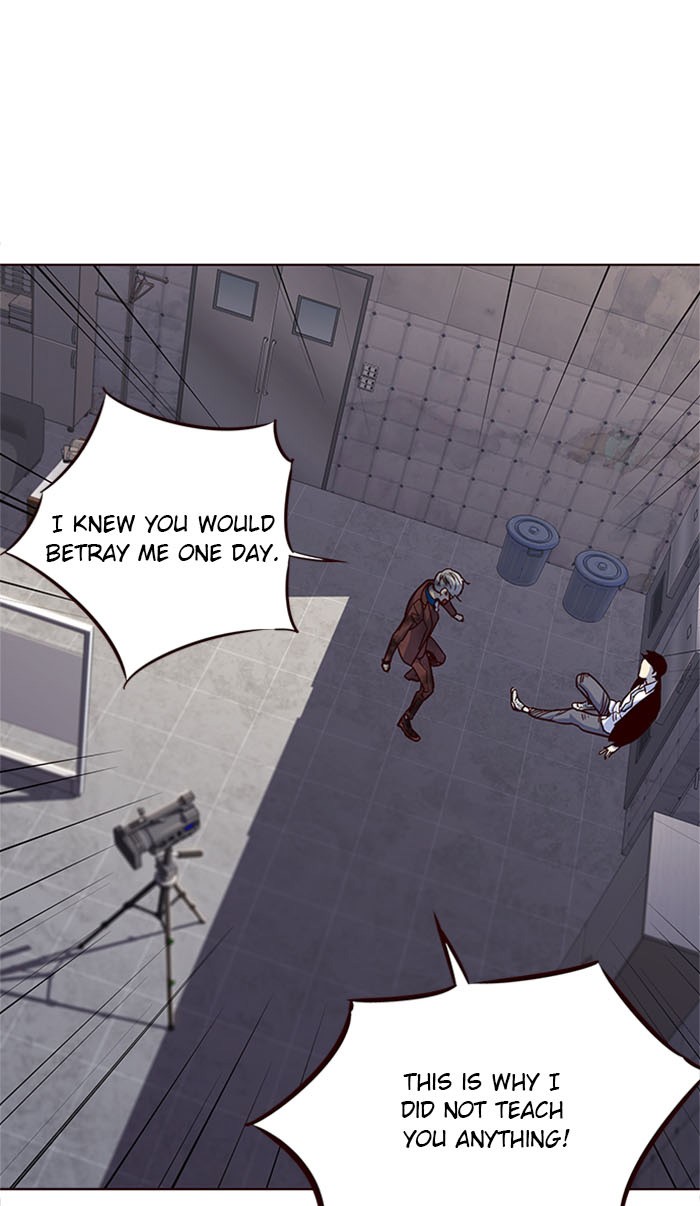 I KNEW YOU WOULD
BETRAY ME ONE DAY.
THIS IS WHY I
DID NOT TEACH
YOU ANYTHING!